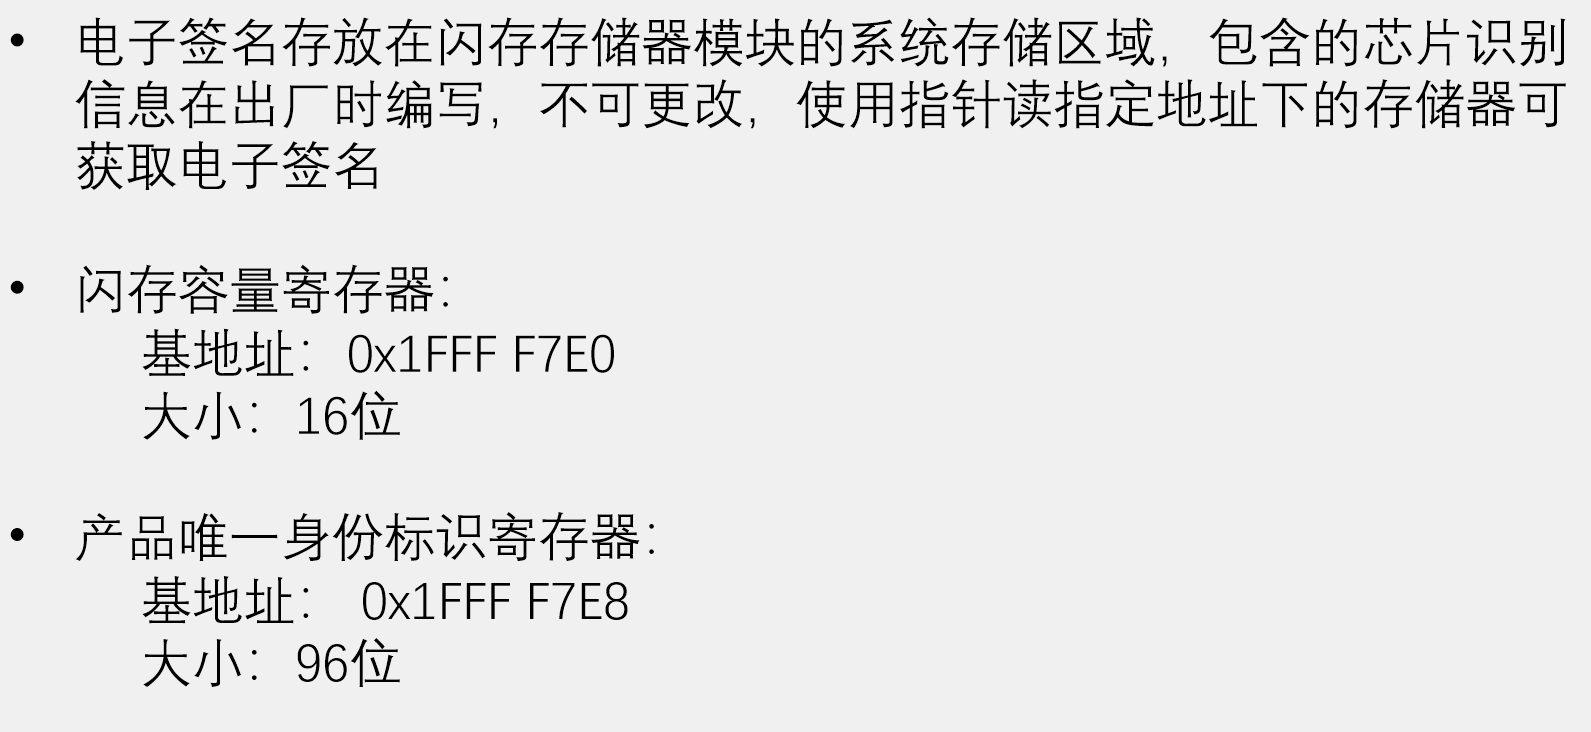 • 电子签名存放在闪存存储器模块的系统存储区域，包含的芯片识别
信息在出厂时编写，不可更改，使用指针读指定地址下的存储器可
获取电子签名
• 闪存容量寄存器：
基地址：0x1FFF F7E0
大小：16位
• 产品唯一身份标识寄存器：
基地址： 0x1FFF F7E8
大小：96位